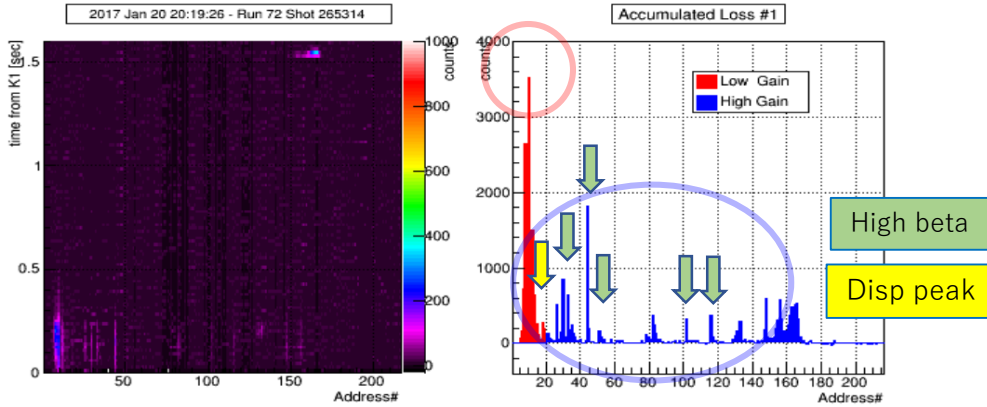 2017 Jan 20 20:19:26 - Run 72 Shot 265314
time from K1 [sec]
1.5
1
0.5
0
50
100
150
200
Address#
1000
800
600
400
200
0
counts
Accumulated Loss #1
counts
4000
3000
2000
1000
0
Low Gain
High Gain
20 40 60 80 100 120 140 160 180 200
Address#
High beta
Disp peak